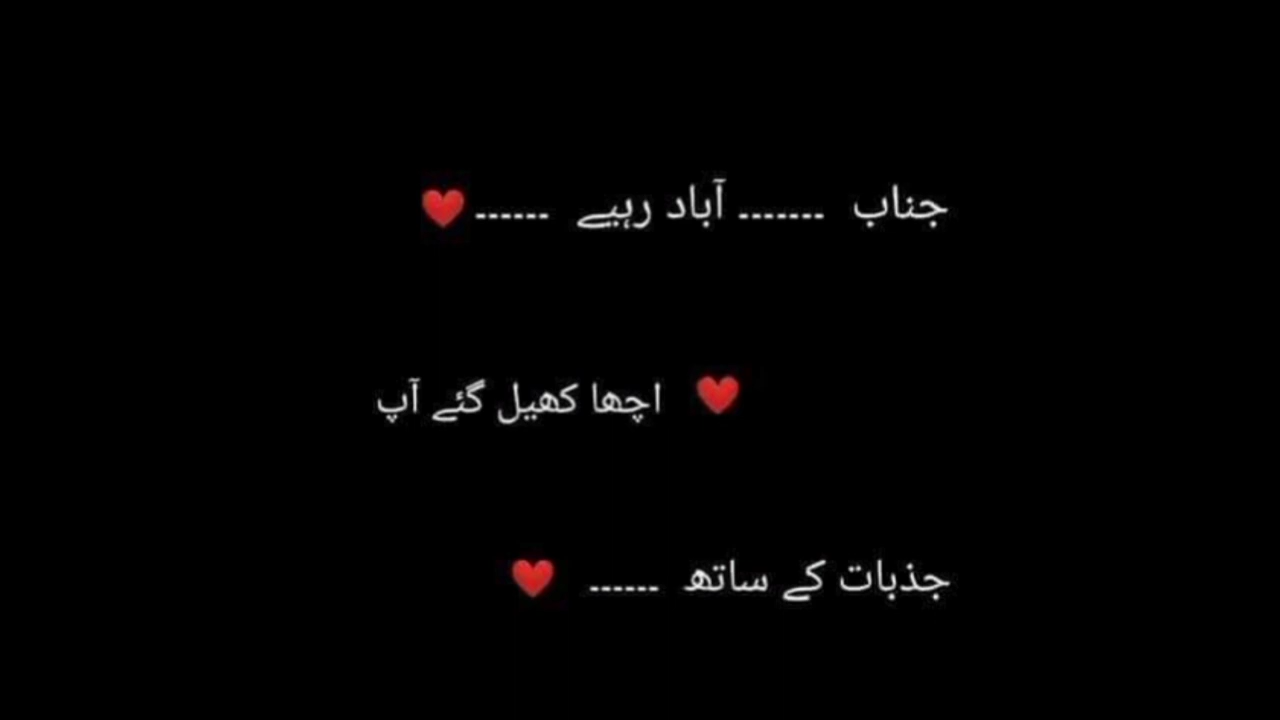 جناب ------- آباد رہیے ------❤️
❤️ اچھا کھیل گئے آپ
جذبات کے ساتھ ------ ❤️